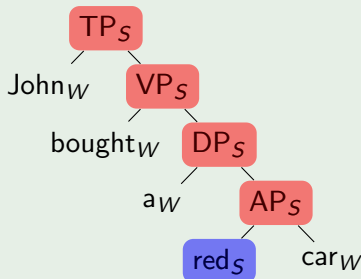 TP_S
John_W VP_S
bought_W DP_S
a_W AP_S
red_S car_W